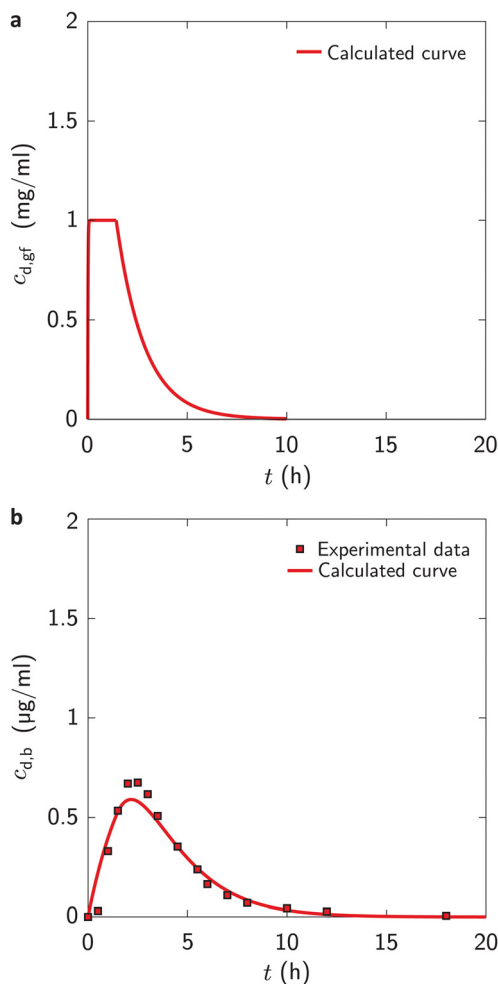 a
2
1.5
1
0.5
0
c_d,gf (mg/ml)
Calculated curve
0 5 10 15 20
t (h)
b
2
1.5
1
0.5
0
c_d,b (μg/ml)
Experimental data
Calculated curve
0 5 10 15 20
t (h)